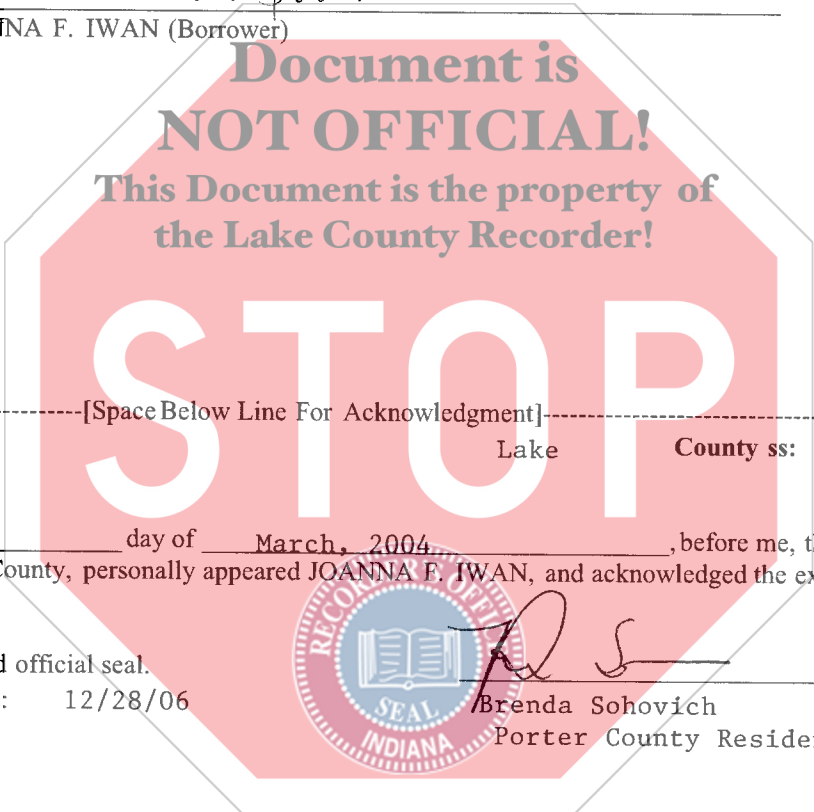 NA F. IWAN (Borrower)
Document is
NOT OFFICIAL!
This Document is the property of
the Lake County Recorder!
STOP
--------[Space Below Line For Acknowledgment]--------
Lake County ss:
day of March, 2004, before me, t
County, personally appeared JOANNA F. IWAN, and acknowledged the ex
RECORDER'S OFFICE
SEAL
INDIANA
d official seal.
: 12/28/06
Brenda Sohovich
Porter County Reside